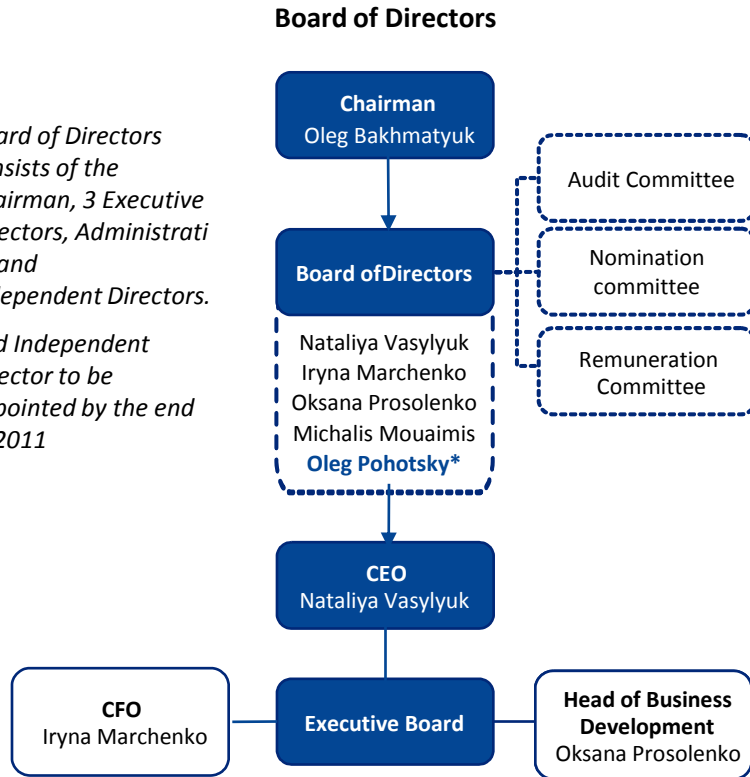 Board of Directors
Chairman
Oleg Bakhmatyuk
ard of Directors
nsists of the
airman, 3 Executive
ectors, Administrati
and
dependent Directors.
d Independent
ector to be
pointed by the end
2011
Audit Committee
Board ofDirectors
Nomination
committee
Remuneration
Committee
Nataliya Vasylyuk
Iryna Marchenko
Oksana Prosolenko
Michalis Mouaimis
Oleg Pohotsky*
CEO
Nataliya Vasylyuk
CFO
Iryna Marchenko
Executive Board
Head of Business
Development
Oksana Prosolenko